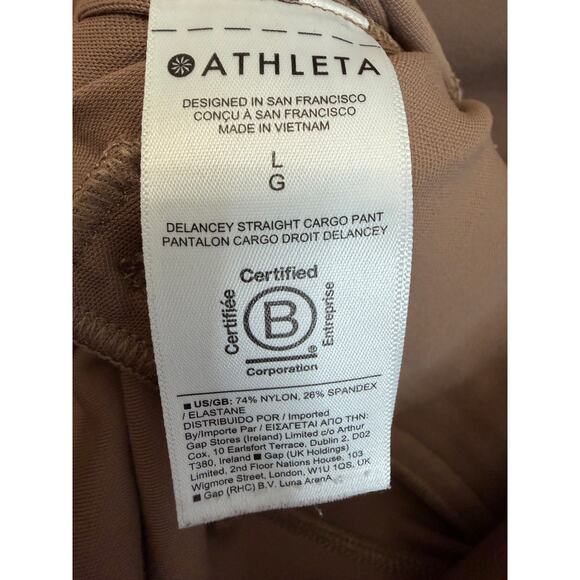 ATHLETA
DESIGNED IN SAN FRANCISCO
CONÇU À SAN FRANCISCO
MADE IN VIETNAM
L
G
DELANCEY STRAIGHT CARGO PANT
PANTALON CARGO DROIT DELANCEY
Certified
Certifiée
B
Entreprise
®
Corporation
■ US/GB: 74% NYLON, 26% SPANDEX
/ ELASTANE
DISTRIBUIDO POR / Imported
By/Importe Par / ΕΙΣΑΓΕΤΑΙ ΑΠΟ ΤΗΝ:
Gap Stores (Ireland) Limited c/o Arthur
Cox, 10 Earlsfort Terrace, Dublin 2, D02
T380, Ireland ■ Gap (UK Holdings)
Limited, 2nd Floor Nations House, 103
Wigmore Street, London, W1U 1QS, UK
■ Gap (RHC) B.V. Luna ArenA